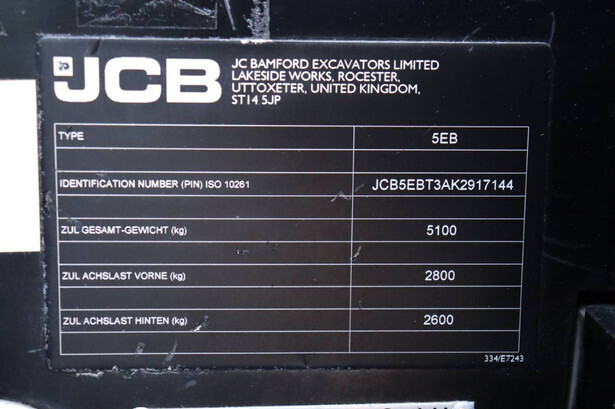 JCB
JC BAMFORD EXCAVATORS LIMITED
LAKESIDE WORKS, ROCESTER,
UTTOXETER, UNITED KINGDOM,
ST14 5JP
TYPE 5EB
IDENTIFICATION NUMBER (PIN) ISO 10261 JCB5EBT3AK2917144
ZUL GESAMT-GEWICHT (kg) 5100
ZUL ACHSLAST VORNE (kg) 2800
ZUL ACHSLAST HINTEN (kg) 2600
334/E7243